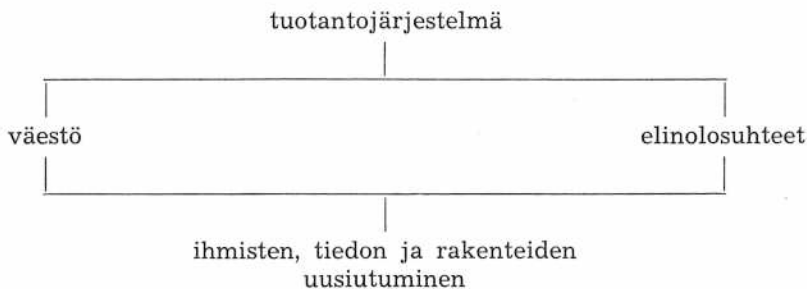 tuotantojärjestelmä
väestö
elinolosuhteet
ihmisten, tiedon ja rakenteiden
uusiutuminen